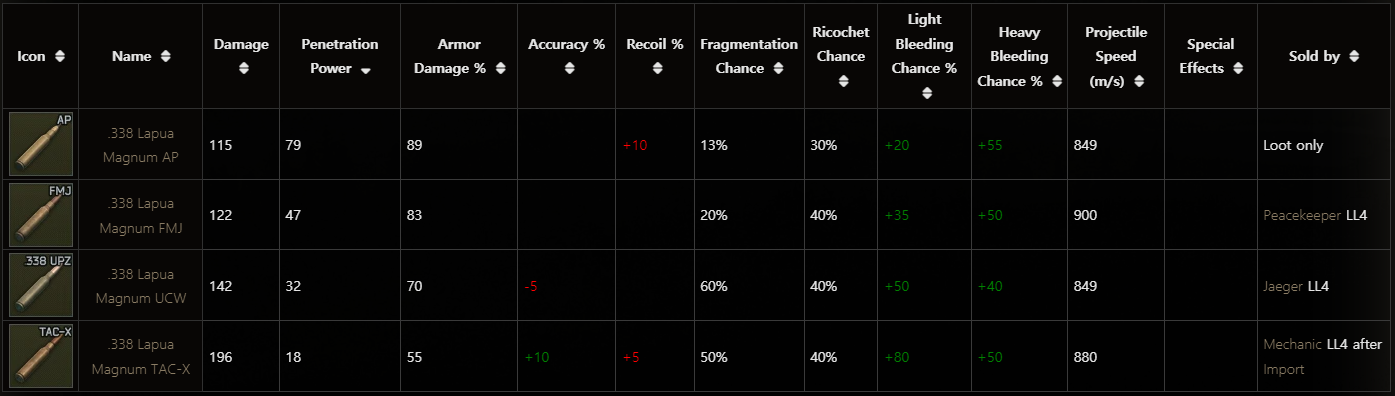 Icon Name Damage Penetration Power Armor Damage % Accuracy % Recoil % Fragmentation Chance Ricochet Chance Light Bleeding Chance % Heavy Bleeding Chance % Projectile Speed (m/s) Special Effects Sold by
AP .338 Lapua Magnum AP 115 79 89 +10 13% 30% +20 +55 849 Loot only
FMJ .338 Lapua Magnum FMJ 122 47 83 20% 40% +35 +50 900 Peacekeeper LL4
.338 UPZ .338 Lapua Magnum UCW 142 32 70 -5 60% 40% +50 +40 849 Jaeger LL4
TAC-X .338 Lapua Magnum TAC-X 196 18 55 +10 +5 50% 40% +80 +50 880 Mechanic LL4 after Import